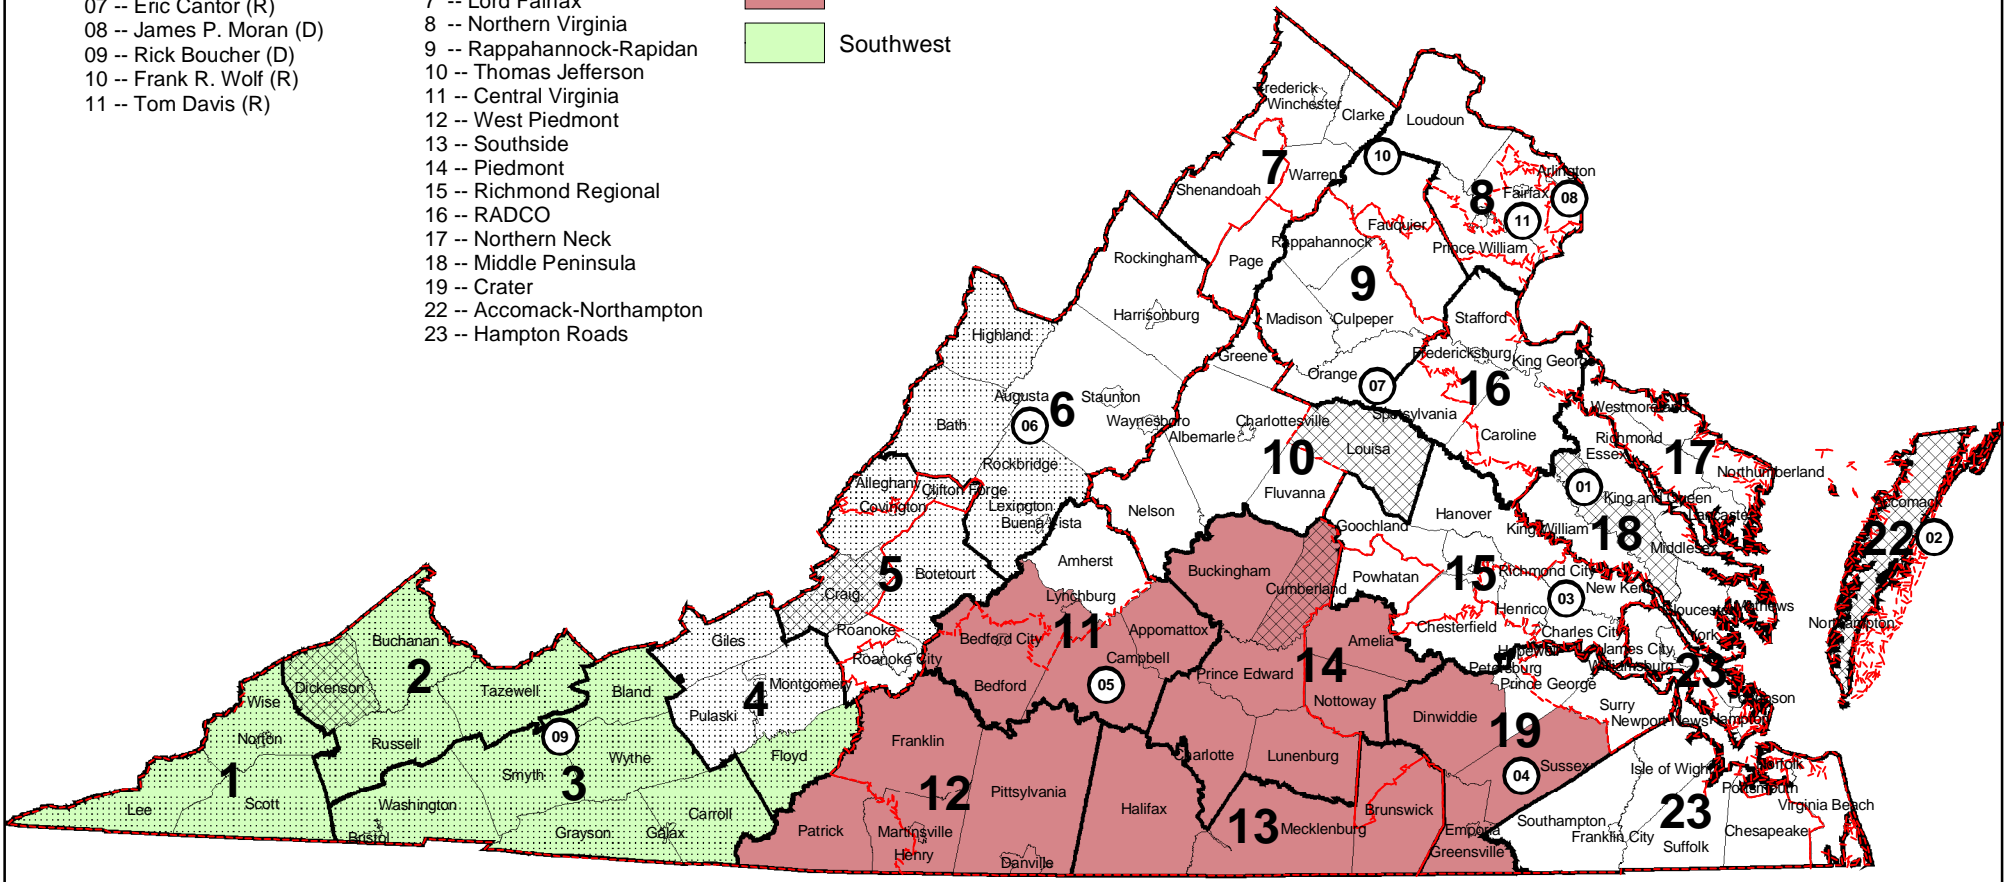 07 -- Eric Cantor (R)
08 -- James P. Moran (D)
09 -- Rick Boucher (D)
10 -- Frank R. Wolf (R)
11 -- Tom Davis (R)
7 -- Lord Fairfax
8 -- Northern Virginia
9 -- Rappahannock-Rapidan
10 -- Thomas Jefferson
11 -- Central Virginia
12 -- West Piedmont
13 -- Southside
14 -- Piedmont
15 -- Richmond Regional
16 -- RADCO
17 -- Northern Neck
18 -- Middle Peninsula
19 -- Crater
22 -- Accomack-Northampton
23 -- Hampton Roads
Southwest
Frederick
Winchester
Clarke
Loudoun
10
7
Warren
Shenandoah
Arlington
8
Fairfax
08
11
Fauquier
Prince William
Rappahannock
Rockingham
Page
9
Harrisonburg
Madison
Culpeper
Stafford
Highland
Greene
Fredericksburg
King George
Orange
07
16
Augusta
Staunton
6
06
Bath
Waynesboro
Albemarle
Charlottesville
Spotsylvania
Westmoreland
Caroline
Richmond
Essex
Louisa
10
17
Rockbridge
Northumberland
Alleghany
Clifton Forge
Covington
Lexington
Buena Vista
Nelson
Fluvanna
Goochland
Hanover
01
King and Queen
Lancaster
King William
18
Middlesex
Accomack
22
02
Amherst
Buckingham
Cumberland
Powhatan
15
Richmond City
New Kent
5
Botetourt
Craig
Lynchburg
03
Henrico
Gloucester
Mathews
Northampton
Roanoke
Bedford City
11
Appomattox
Amelia
Chesterfield
Charles City
York
James City
Giles
Buchanan
Roanoke City
Campbell
Hopewell
Petersburg
Williamsburg
23
2
Dickenson
Tazewell
Bland
Montgomery
4
Bedford
05
Prince Edward
14
Prince George
Wise
Pulaski
Nottoway
Dinwiddie
19
Surry
Newport News
Hampton
Norton
Russell
09
Wythe
Floyd
Franklin
Charlotte
Lunenburg
Sussex
04
Isle of Wight
Norfolk
Portsmouth
1
Smyth
3
12
Pittsylvania
Lee
Scott
Washington
Carroll
Halifax
Brunswick
Virginia Beach
23
Bristol
Grayson
Galax
Patrick
Martinsville
Henry
Danville
13
Mecklenburg
Emporia
Greensville
Southampton
Franklin City
Suffolk
Chesapeake